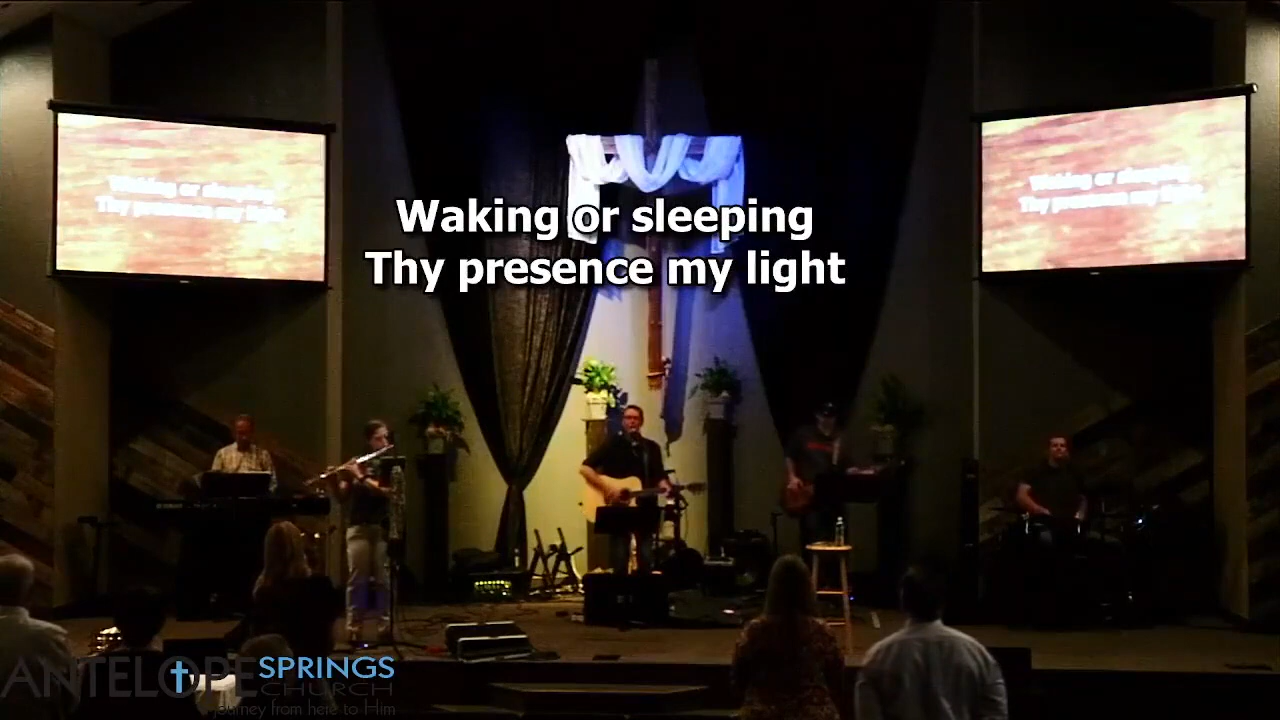 Waking or sleeping
Thy presence my light
Waking or sleeping
Thy presence my light
Waking or sleeping
Thy presence my light
ANTELOPE SPRINGS
CHURCH
journey from here to Him